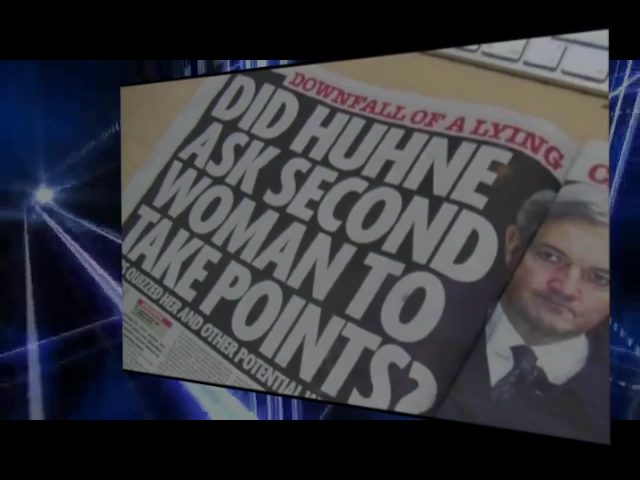 DOWNFALL OF A LYING C
DID HUHNE
ASK SECOND
WOMAN TO
TAKE POINTS?
QUIZZED HER AND OTHER POTENTIAL